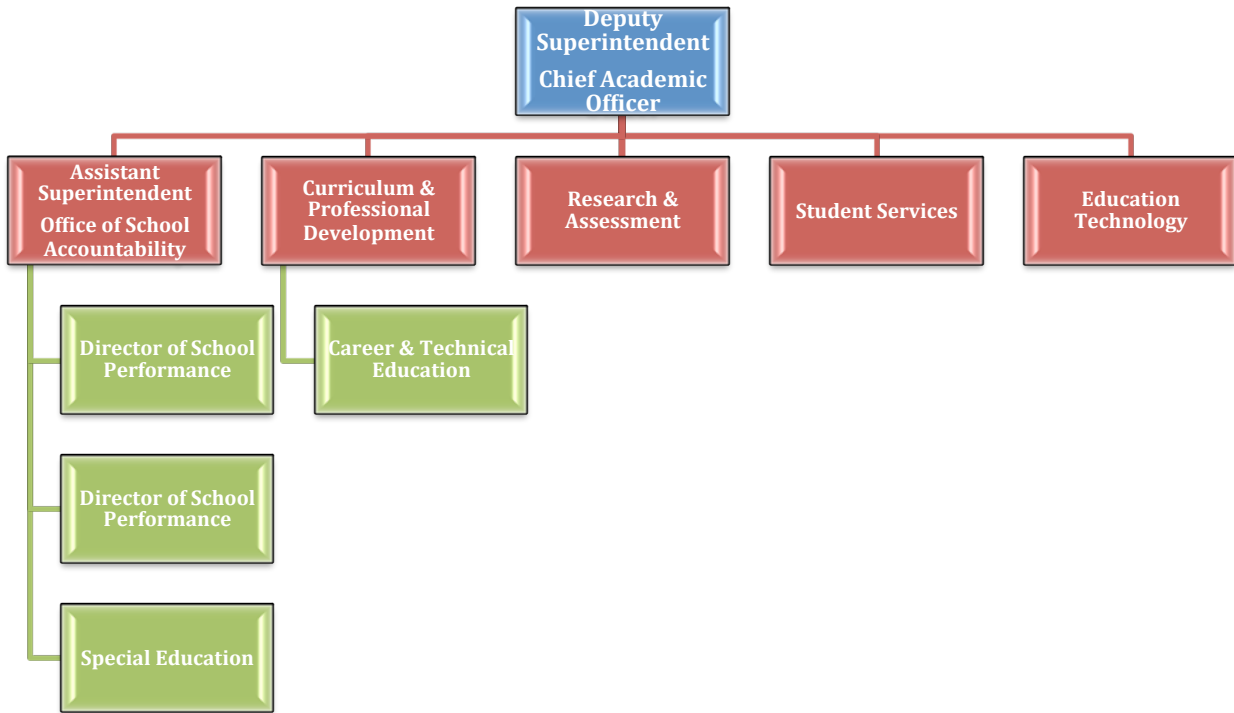 Deputy
Superintendent
Chief Academic
Officer
Assistant
Superintendent
Office of School
Accountability
Curriculum &
Professional
Development
Research &
Assessment
Student Services
Education
Technology
Director of School
Performance
Career & Technical
Education
Director of School
Performance
Special Education